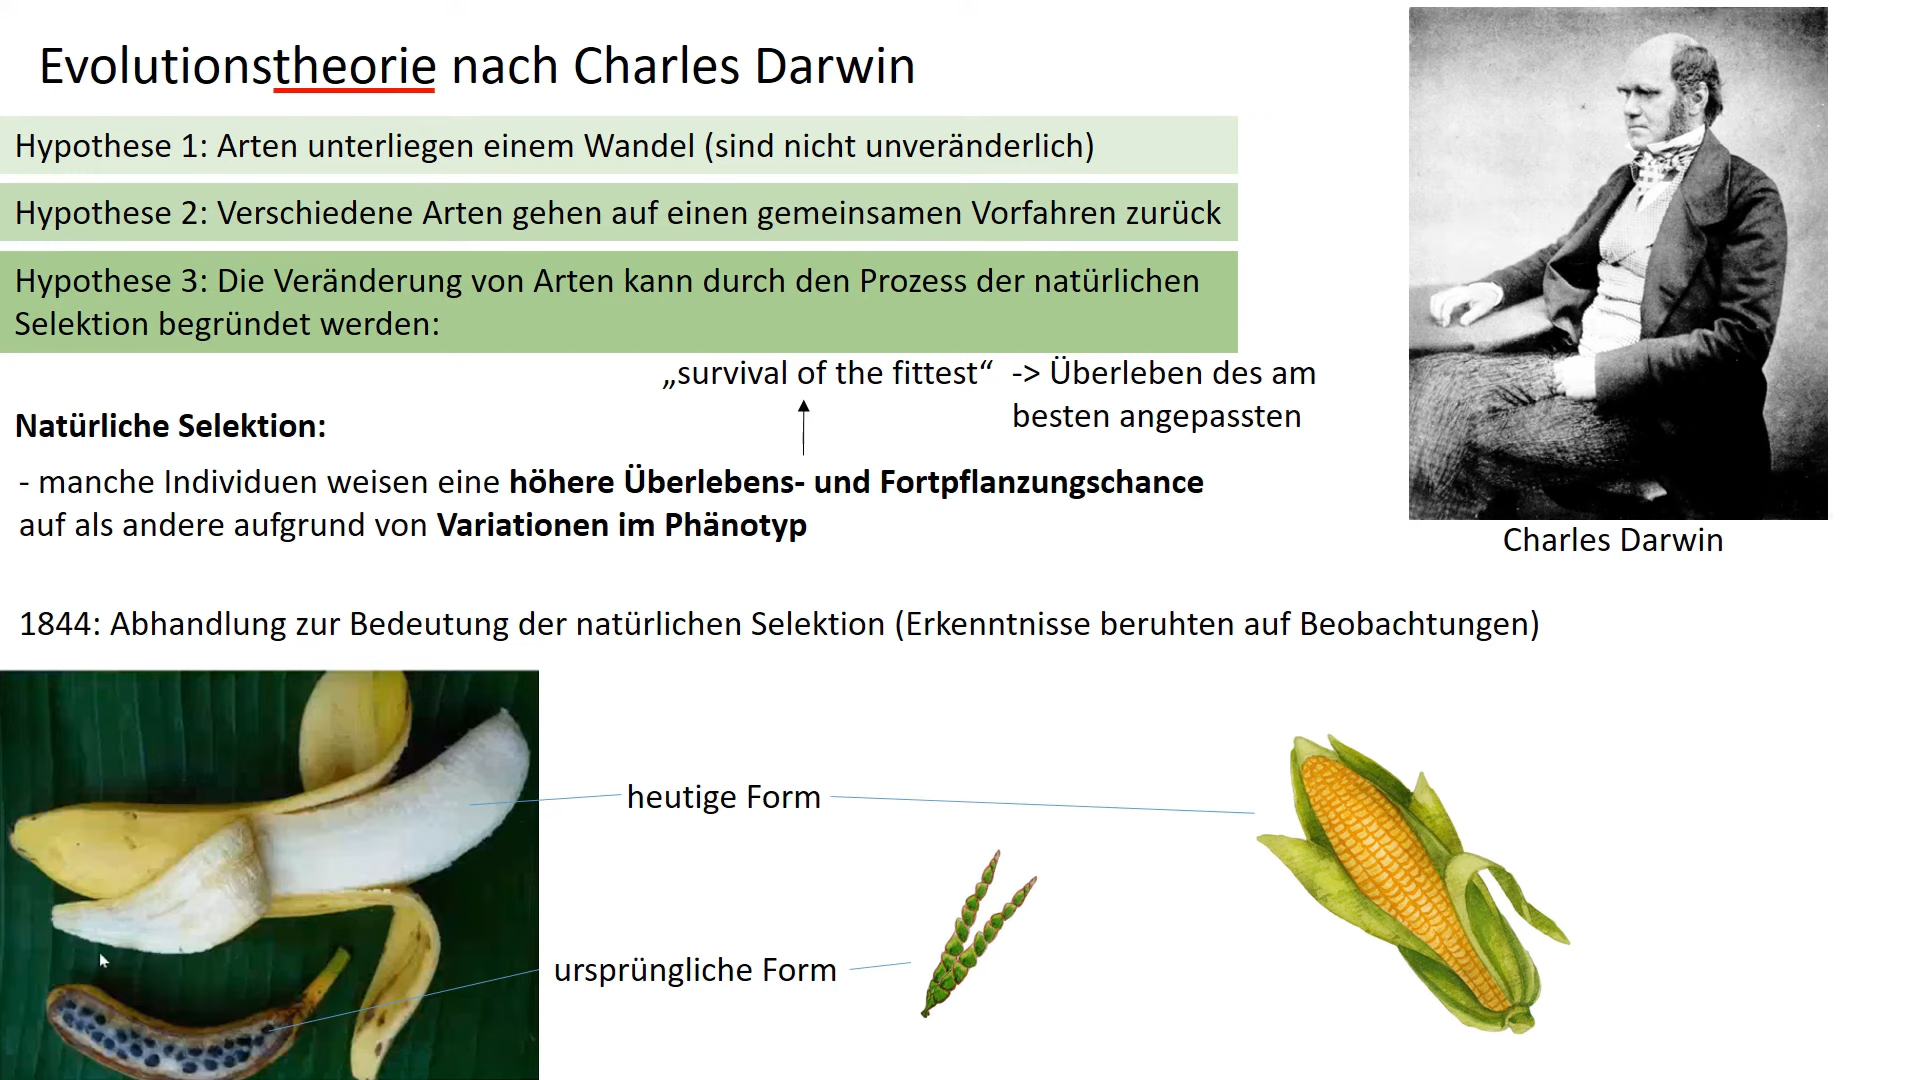 Evolutionstheorie nach Charles Darwin
Hypothese 1: Arten unterliegen einem Wandel (sind nicht unveränderlich)
Hypothese 2: Verschiedene Arten gehen auf einen gemeinsamen Vorfahren zurück
Hypothese 3: Die Veränderung von Arten kann durch den Prozess der natürlichen
Selektion begründet werden:
„survival of the fittest“ -> Überleben des am
besten angepassten
Natürliche Selektion:
- manche Individuen weisen eine höhere Überlebens- und Fortpflanzungschance
auf als andere aufgrund von Variationen im Phänotyp
Charles Darwin
1844: Abhandlung zur Bedeutung der natürlichen Selektion (Erkenntnisse beruhten auf Beobachtungen)
heutige Form
ursprüngliche Form